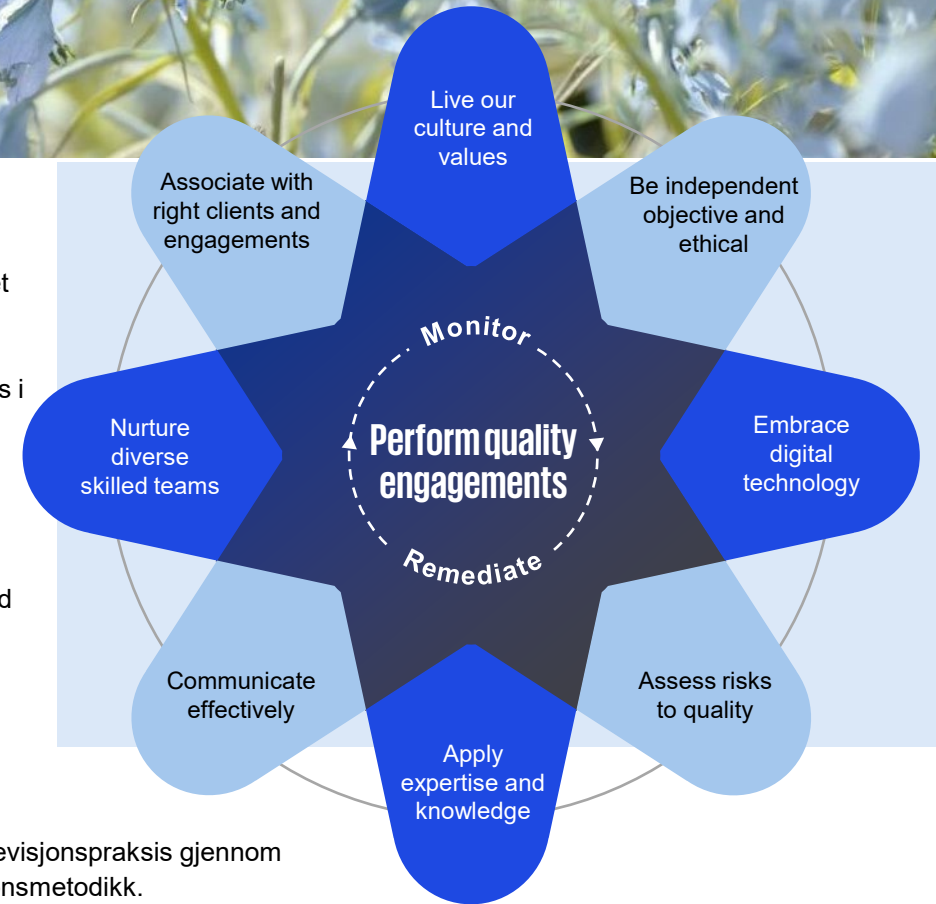 Live our
culture and
values
Associate with
right clients and
engagements
Be independent
objective and
ethical
Monitor
Perform quality
engagements
Remediate
Nurture
diverse
skilled teams
Embrace
digital
technology
Communicate
effectively
Assess risks
to quality
Apply
expertise and
knowledge
gjennom